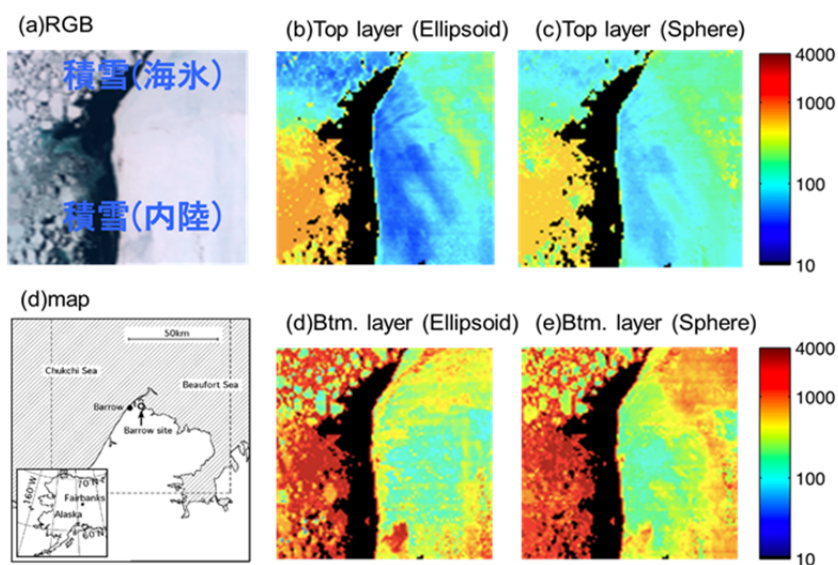 (a)RGB
積雪(海氷)
積雪(内陸)
(b)Top layer (Ellipsoid)
(c)Top layer (Sphere)
4000
1000
100
10
(d)map
50km
Chukchi Sea
Beaufort Sea
Barrow
Barrow site
160°W
70°N
Fairbanks
Alaska
60°N
(d)Btm. layer (Ellipsoid)
(e)Btm. layer (Sphere)
4000
1000
100
10